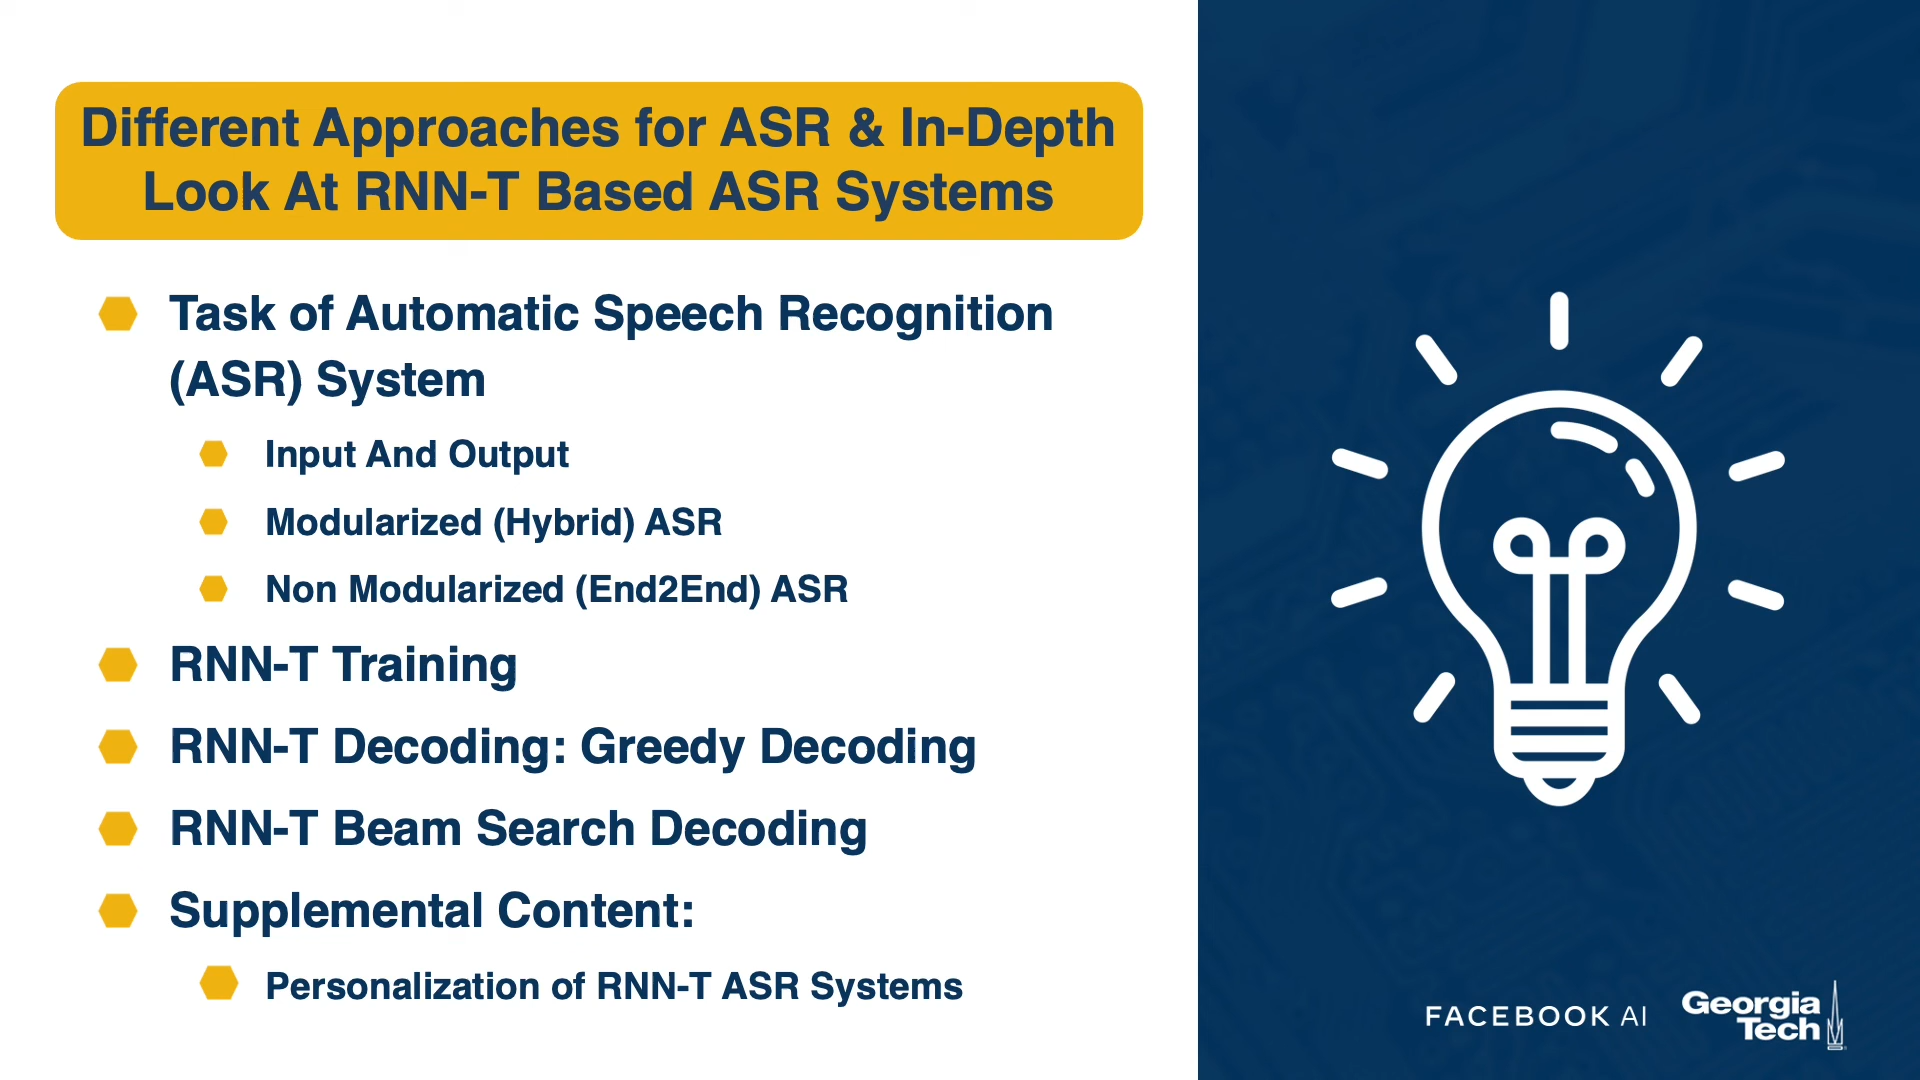 Different Approaches for ASR & In-Depth
Look At RNN-T Based ASR Systems
Task of Automatic Speech Recognition
(ASR) System
Input And Output
Modularized (Hybrid) ASR
Non Modularized (End2End) ASR
RNN-T Training
RNN-T Decoding: Greedy Decoding
RNN-T Beam Search Decoding
Supplemental Content:
Personalization of RNN-T ASR Systems
FACEBOOK AI
Georgia
Tech